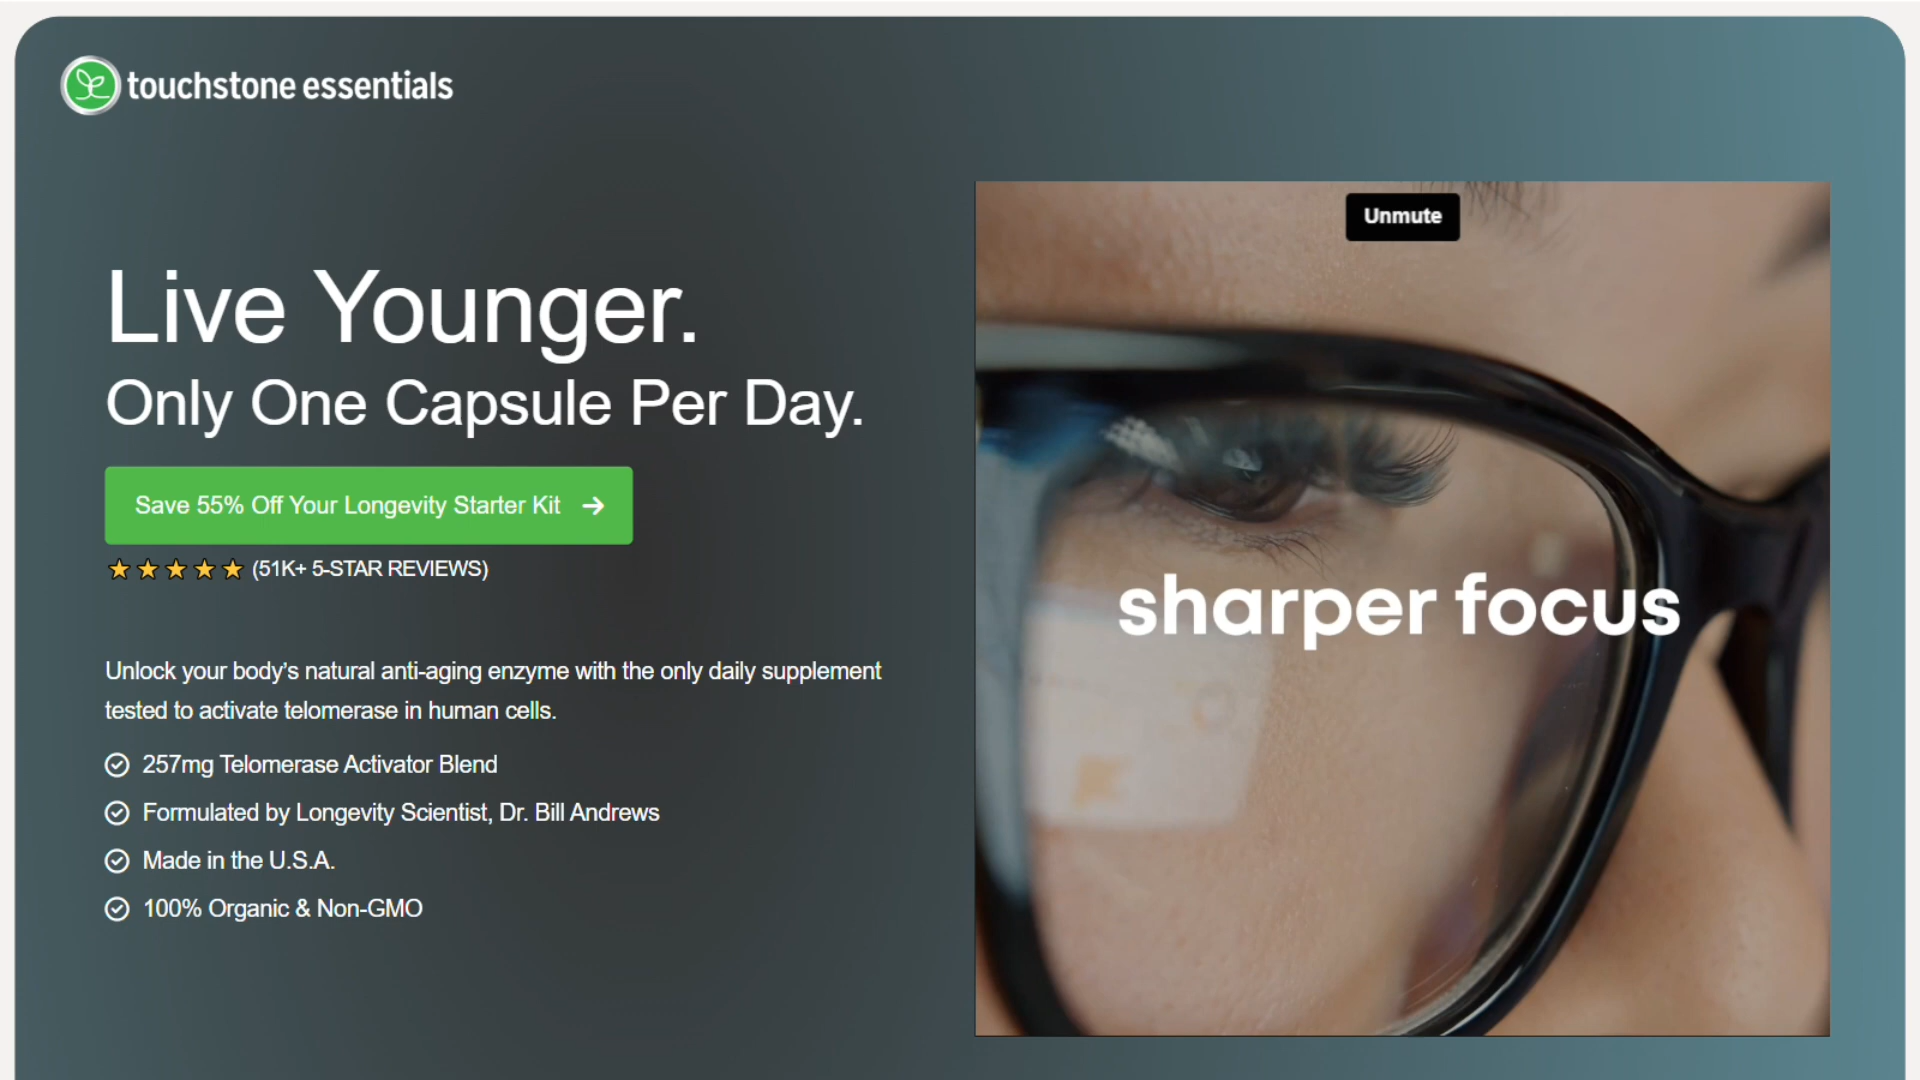 touchstone essentials
Live Younger.
Only One Capsule Per Day.
Save 55% Off Your Longevity Starter Kit
(51K+ 5-STAR REVIEWS)
Unlock your body’s natural anti-aging enzyme with the only daily supplement
tested to activate telomerase in human cells.
257mg Telomerase Activator Blend
Formulated by Longevity Scientist, Dr. Bill Andrews
Made in the U.S.A.
100% Organic & Non-GMO
Unmute
sharper focus